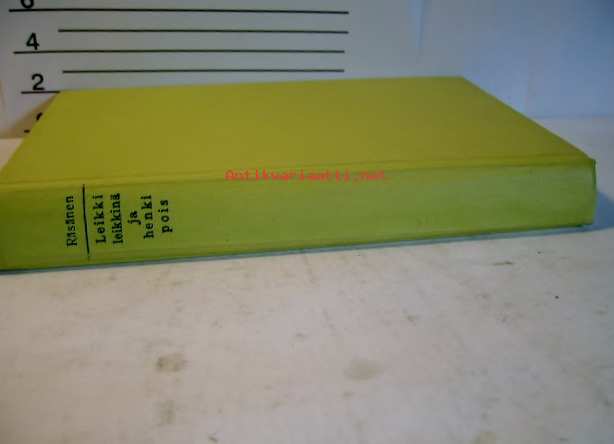 6
4
2
Antikvariaatti.net
Räsänen
Leikki
leikkinä
ja
henki
pois